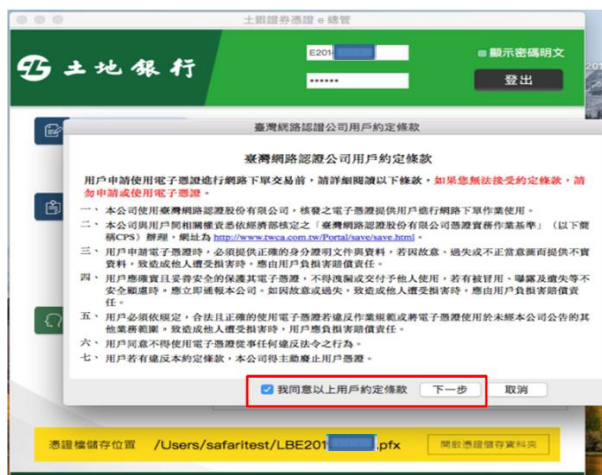 土銀證券憑證 e 總管
土地銀行
E201
顯示密碼明文
••••••
登出
臺灣網路認證公司用戶約定條款
臺灣網路認證公司用戶約定條款
用戶申請使用電子憑證進行網路下單交易前，請詳細閱讀以下條款，如果您無法接受約定條款，請
勿申請或使用電子憑證。
一、 本公司使用臺灣網路認證股份有限公司，核發之電子憑證提供用戶進行網路下單作業使用。
二、 本公司與用戶間相關權責悉依經濟部核定之「臺灣網路認證股份有限公司憑證實務作業基準」（以下簡
稱CPS）辦理，網址為 http://www.twca.com.tw/Portal/save/save.html。
三、 用戶申請電子憑證時，必須提供正確的身分證明文件與資料，若因故意、過失或不正當意圖而提供不實
資料，致造成他人遭受損害時，應由用戶負損害賠償責任。
四、 用戶應確實且妥善安全的保護其電子憑證，不得洩漏或交付予他人使用，若有被冒用、曝露及遺失等不
安全顧慮時，應立即通報本公司。如因故意或過失，致造成他人遭受損害時，應由用戶負損害賠償責
任。
五、 用戶必須依規定，合法且正確的使用電子憑證若違反作業規範或將電子憑證使用於未經本公司公告的其
他業務範圍，致造成他人遭受損害時，用戶應負損害賠償責任。
六、 用戶同意不得使用電子憑證從事任何違反法令之行為。
七、 用戶若有違反本約定條款，本公司得主動廢止用戶憑證。
我同意以上用戶約定條款
下一步
取消
憑證檔儲存位置
/Users/safaritest/LBE201
.pfx
開啟憑證儲存資料夾